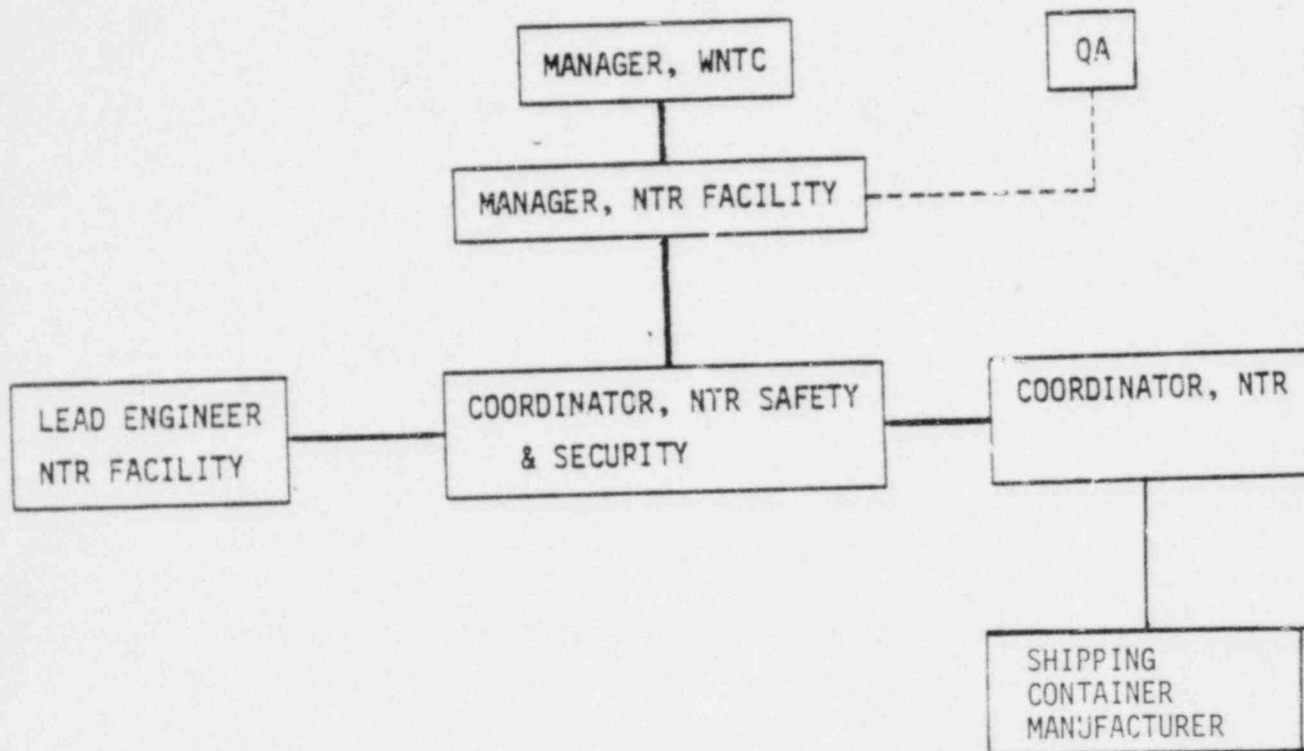 MANAGER, WNTC
QA
MANAGER, NTR FACILITY
LEAD ENGINEER
NTR FACILITY
COORDINATOR, NTR SAFETY
& SECURITY
COORDINATOR, NTR
SHIPPING
CONTAINER
MANUFACTURER